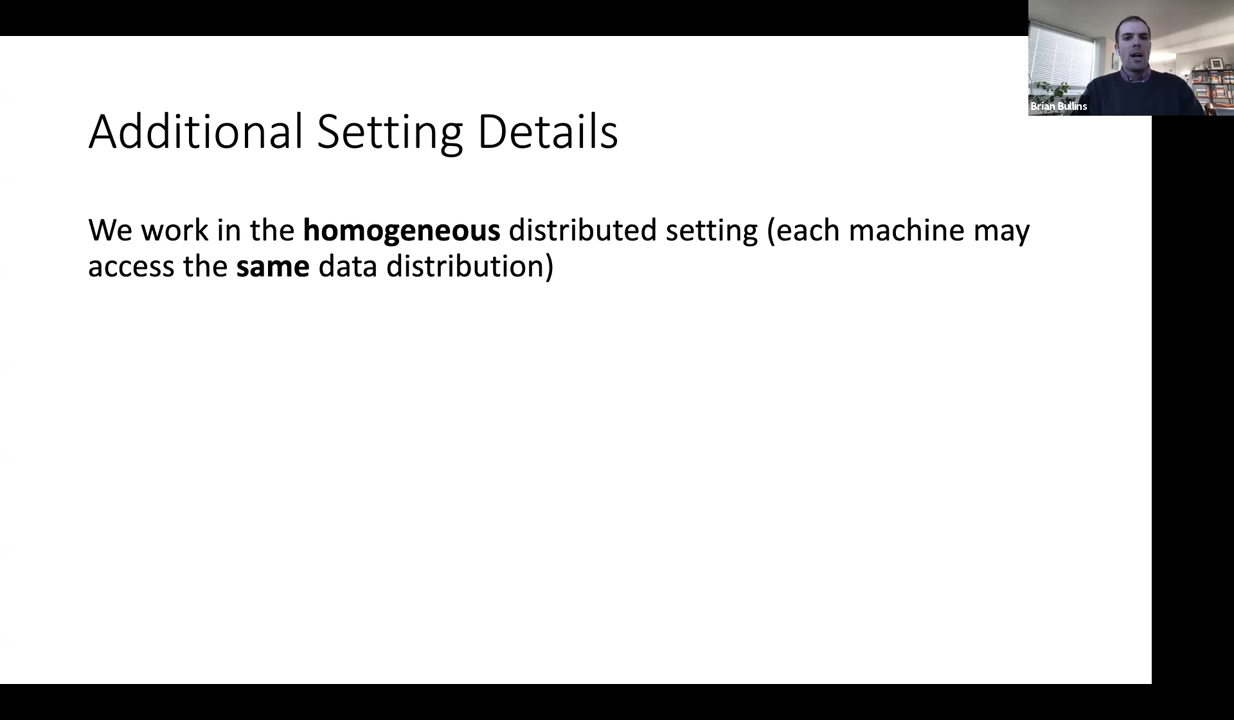 Brian Bullins
Additional Setting Details
We work in the homogeneous distributed setting (each machine may
access the same data distribution)